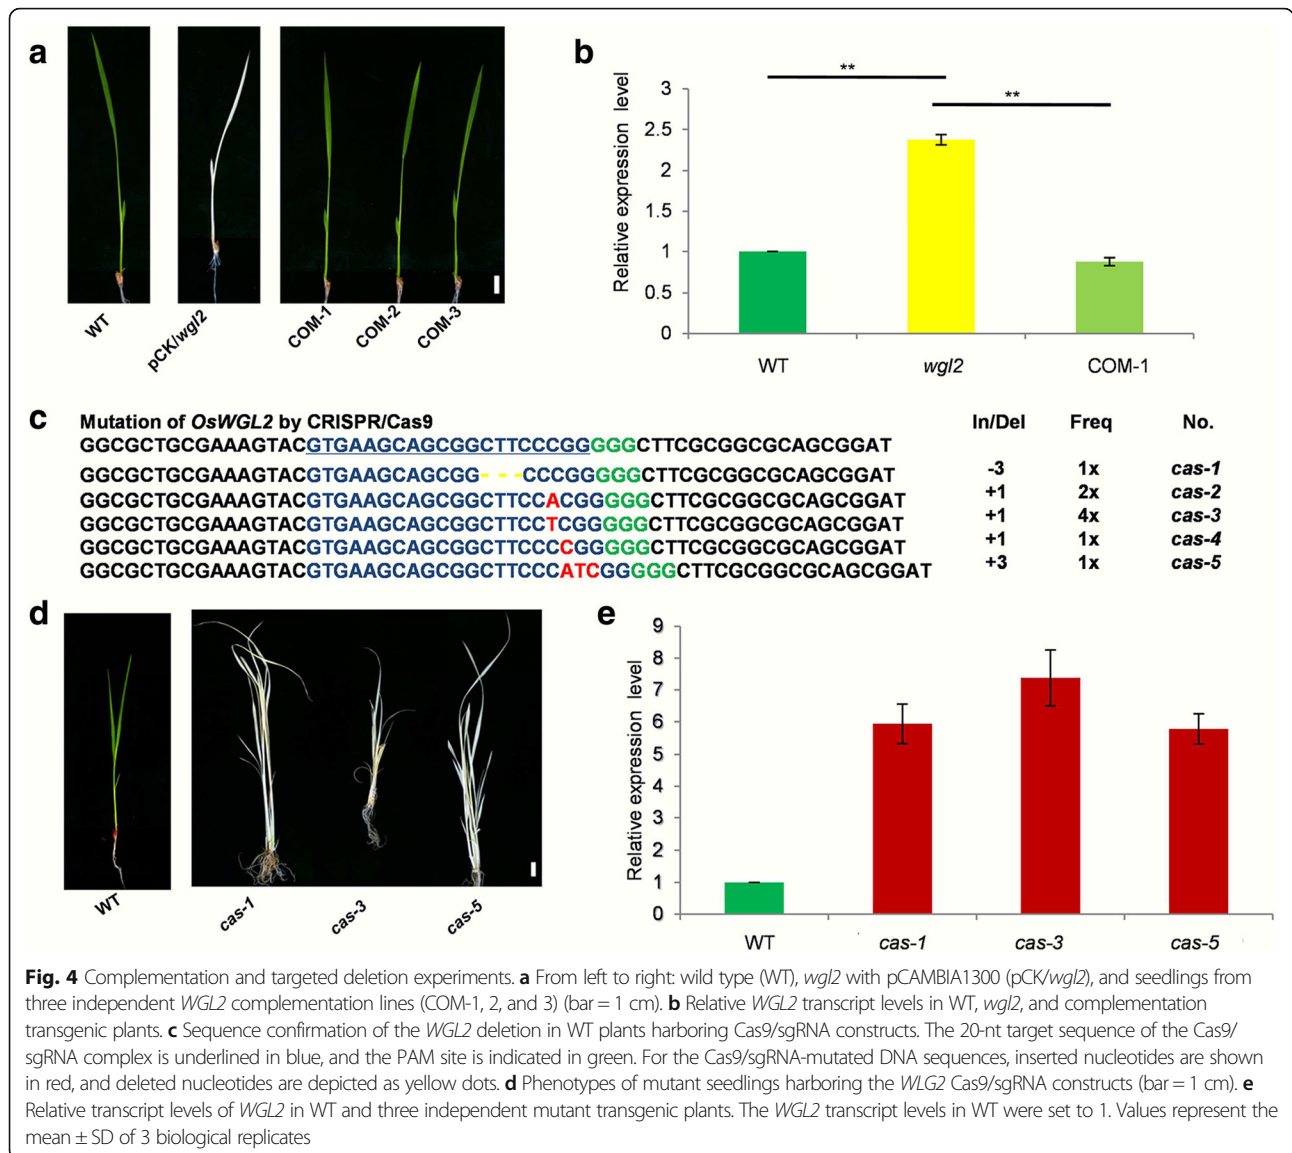 a
WT
pCK/wgl2
COM-1
COM-2
COM-3
b
Relative expression level
3
2.5
2
1.5
1
0.5
0
**
**
WT
wgl2
COM-1
c
Mutation of OsWGL2 by CRISPR/Cas9 In/Del Freq No.
GGCGCTGCGAAAGTACGTGAAGCAGCGGCTTCCCGGGGGCTTCGCGGCGCAGCGGAT
GGCGCTGCGAAAGTACGTGAAGCAGCGG- - -CCCGGGGGCTTCGCGGCGCAGCGGAT -3 1x cas-1
GGCGCTGCGAAAGTACGTGAAGCAGCGGCTTCCACGGGGGCTTCGCGGCGCAGCGGAT +1 2x cas-2
GGCGCTGCGAAAGTACGTGAAGCAGCGGCTTCCTCGGGGGCTTCGCGGCGCAGCGGAT +1 4x cas-3
GGCGCTGCGAAAGTACGTGAAGCAGCGGCTTCCCCGGGGGCTTCGCGGCGCAGCGGAT +1 1x cas-4
GGCGCTGCGAAAGTACGTGAAGCAGCGGCTTCCCATCGGGGGCTTCGCGGCGCAGCGGAT +3 1x cas-5
d
WT
cas-1
cas-3
cas-5
e
Relative expression level
9
8
7
6
5
4
3
2
1
0
WT
cas-1
cas-3
cas-5
Fig. 4 Complementation and targeted deletion experiments. a From left to right: wild type (WT), wgl2 with pCAMBIA1300 (pCK/wgl2), and seedlings from
three independent WGL2 complementation lines (COM-1, 2, and 3) (bar = 1 cm). b Relative WGL2 transcript levels in WT, wgl2, and complementation
transgenic plants. c Sequence confirmation of the WGL2 deletion in WT plants harboring Cas9/sgRNA constructs. The 20-nt target sequence of the Cas9/
sgRNA complex is underlined in blue, and the PAM site is indicated in green. For the Cas9/sgRNA-mutated DNA sequences, inserted nucleotides are shown
in red, and deleted nucleotides are depicted as yellow dots. d Phenotypes of mutant seedlings harboring the WLG2 Cas9/sgRNA constructs (bar = 1 cm). e
Relative transcript levels of WGL2 in WT and three independent mutant transgenic plants. The WGL2 transcript levels in WT were set to 1. Values represent the
mean ± SD of 3 biological replicates